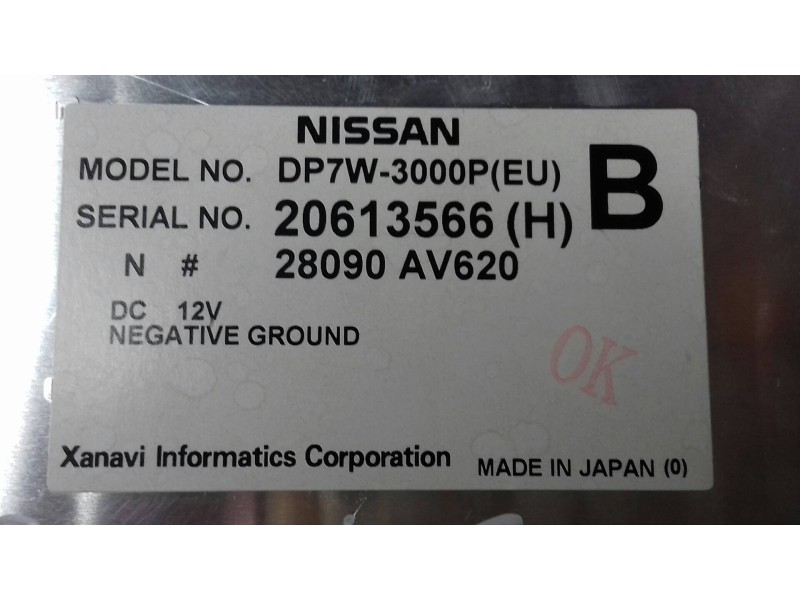 NISSAN
MODEL NO. DP7W-3000P(EU) B
SERIAL NO. 20613566 (H)
N # 28090 AV620
DC 12V
NEGATIVE GROUND
OK
Xanavi Informatics Corporation MADE IN JAPAN (0)